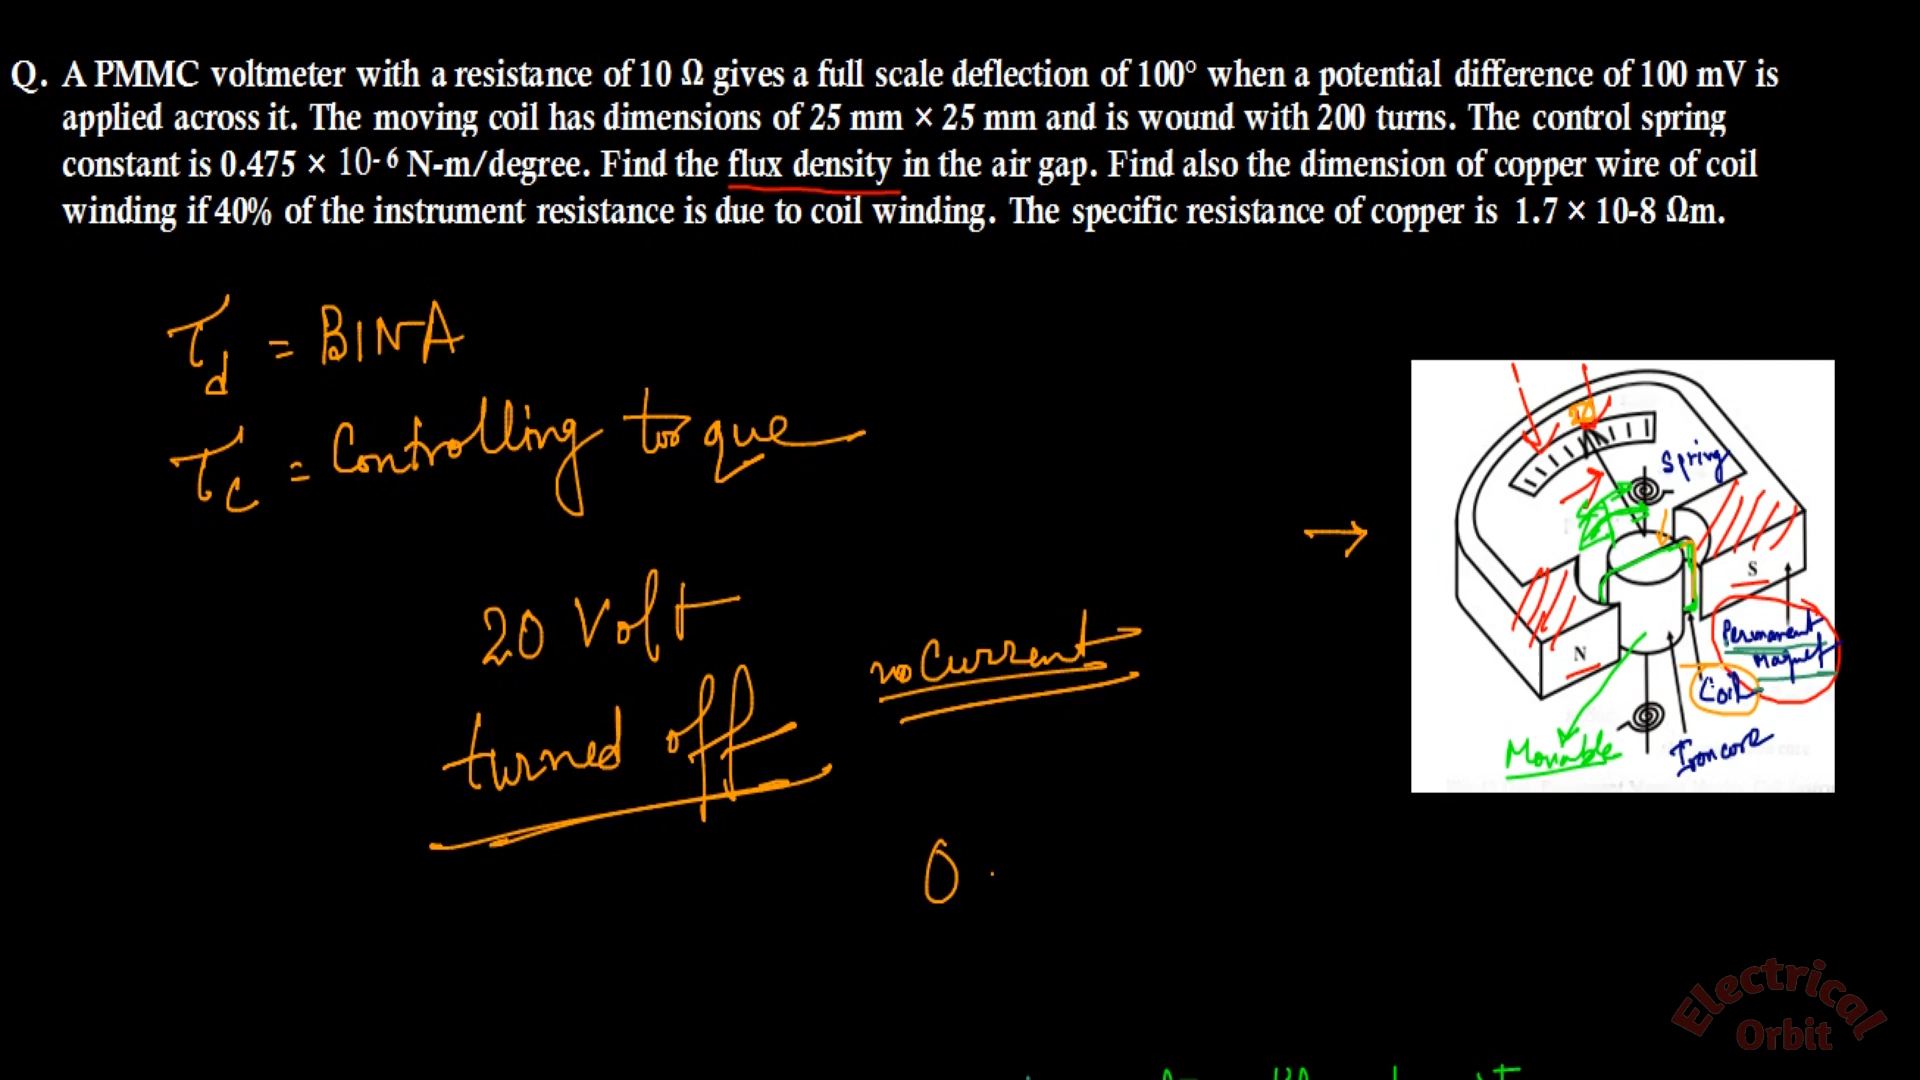 Q. A PMMC voltmeter with a resistance of 10 Ω gives a full scale deflection of 100° when a potential difference of 100 mV is
applied across it. The moving coil has dimensions of 25 mm × 25 mm and is wound with 200 turns. The control spring
constant is 0.475 × 10-6 N-m/degree. Find the flux density in the air gap. Find also the dimension of copper wire of coil
winding if 40% of the instrument resistance is due to coil winding. The specific resistance of copper is 1.7 × 10-8 Ωm.
τd = BINA
τc = Controlling torque
20 Volt
turned off
no Current
0
→
20
Spring
S
N
Permanent
Magnet
Coil
Movable
Iron core
Electrical
Orbit